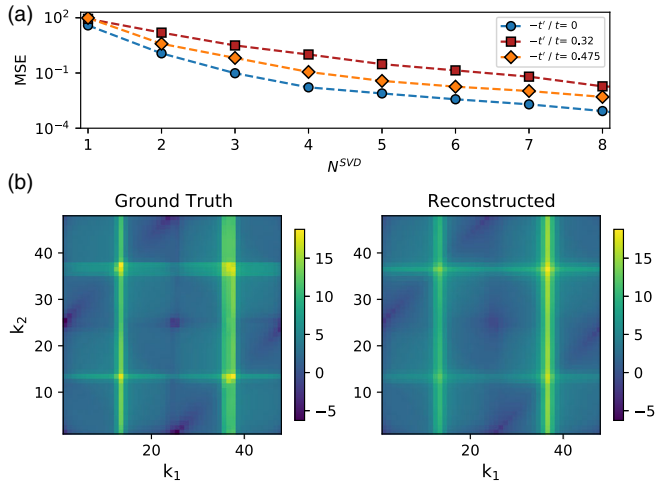 (a)
10²
10⁻¹
10⁻⁴
MSE
−t′ / t= 0
−t′ / t= 0.32
−t′ / t= 0.475
1 2 3 4 5 6 7 8
N^{SVD}
(b)
Ground Truth
40
30
20
10
k₂
20 40
k₁
15
10
5
0
−5
Reconstructed
40
30
20
10
20 40
k₁
15
10
5
0
−5